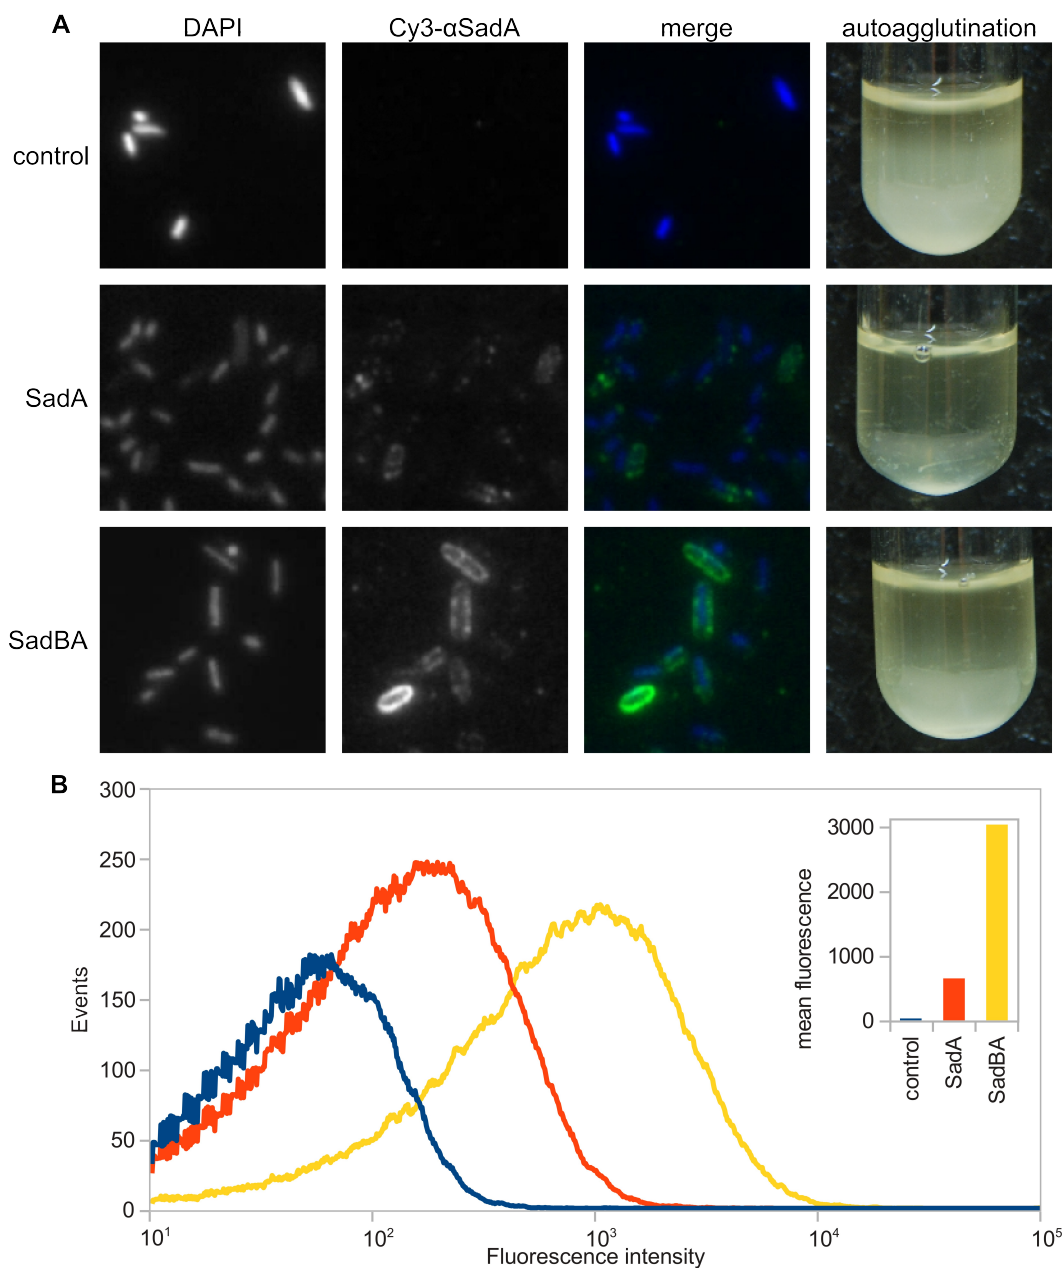 A
DAPI Cy3-αSadA merge autoagglutination
control
SadA
SadBA
B
300
250
200
150
100
50
0
Events
10¹ 10² 10³ 10⁴ 10⁵
Fluorescence intensity
3000
2000
1000
0
mean fluorescence
control
SadA
SadBA